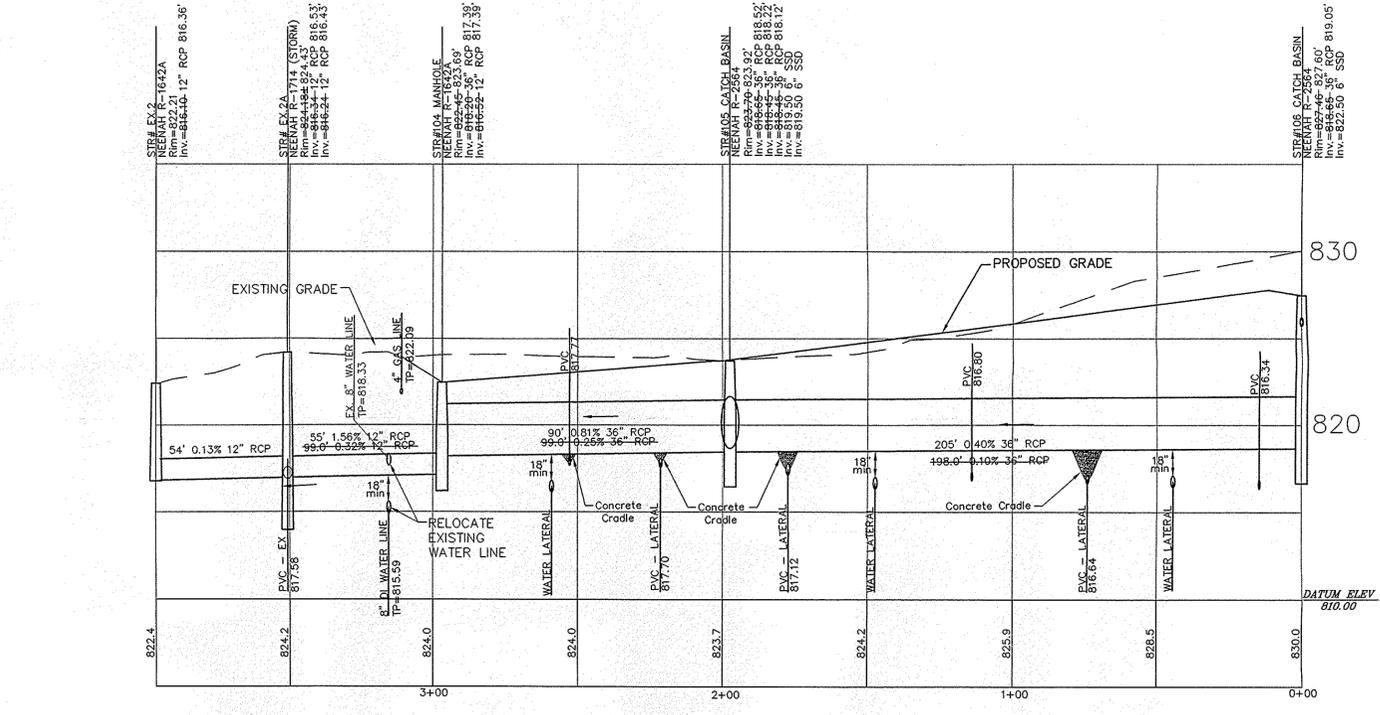 STR# EX.2
NEENAH R-1642A
Rim=822.21
Inv.=816.10 12" RCP 816.36'
STR# EX.2A
NEENAH R-1714 (STORM)
Rim=824.18± 824.43'
Inv.=816.34 12" RCP 816.53'
Inv.=816.24 12" RCP 816.43'
STR#104 MANHOLE
NEENAH R-1642A
Rim=822.45 823.69'
Inv.=818.20 36" RCP 817.39'
Inv.=816.52 12" RCP 817.39'
STR#105 CATCH BASIN
NEENAH R-2564
Rim=823.70 823.92'
Inv.=818.65 36" RCP 818.52'
Inv.=818.45 36" RCP 818.22'
Inv.=818.45 36" RCP 818.12'
Inv.=819.50 6" SSD
Inv.=819.50 6" SSD
STR#106 CATCH BASIN
NEENAH R-2564
Rim=827.46 827.60'
Inv.=818.65 36" RCP 819.05'
Inv.=822.50 6" SSD
830
PROPOSED GRADE
EXISTING GRADE
EX. 8" WATER LINE
TP=818.33
4" GAS LINE
TP=822.09
PVC
817.77
PVC
816.80
PVC
816.34
820
54' 0.13% 12" RCP
55' 1.56% 12" RCP
99.0' 0.32% 12" RCP
90' 0.81% 36" RCP
99.0' 0.25% 36" RCP
205' 0.40% 36" RCP
198.0' 0.10% 36" RCP
18"
min
18"
min
18"
min
18"
min
Concrete
Cradle
Concrete
Cradle
Concrete Cradle
RELOCATE
EXISTING
WATER LINE
PVC - EX
817.58
8" DI WATER LINE
TP=815.59
WATER LATERAL
PVC - LATERAL
817.70
PVC - LATERAL
817.12
WATER LATERAL
PVC - LATERAL
816.64
WATER LATERAL
DATUM ELEV
810.00
822.4
824.2
824.0
824.0
823.7
824.2
825.9
828.5
830.0
3+00
2+00
1+00
0+00